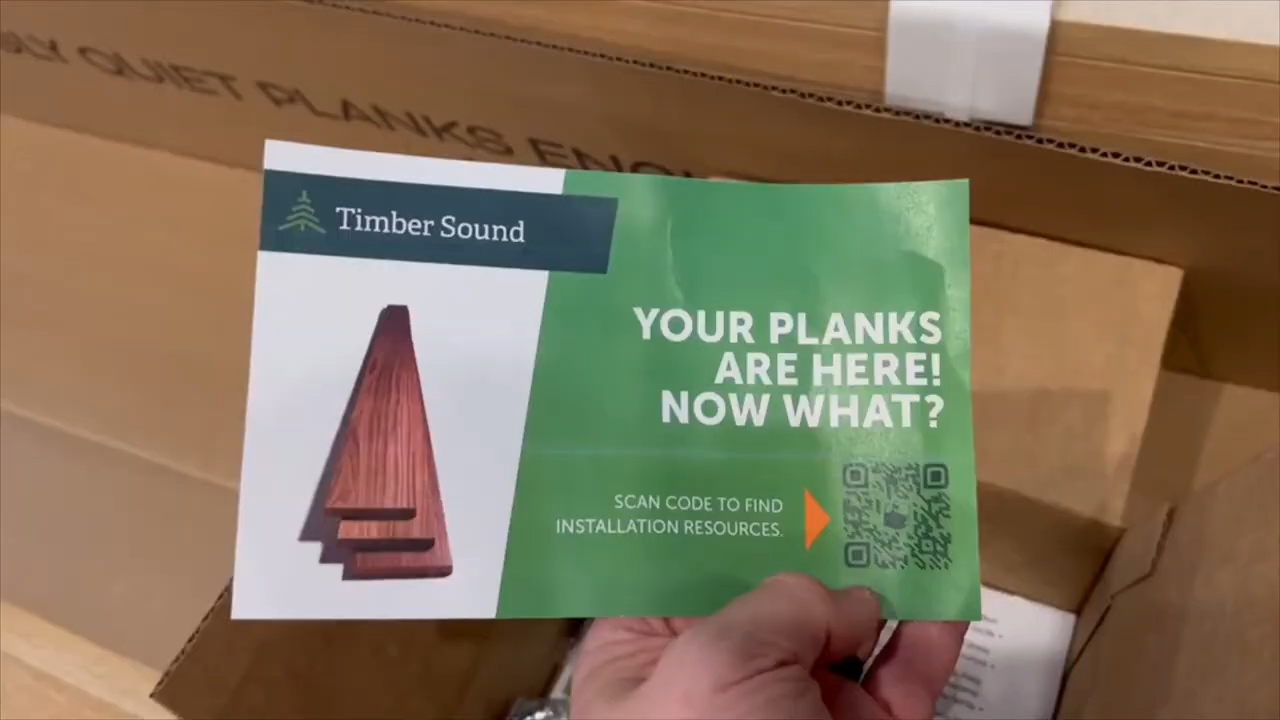 QUIET PLANKS
Timber Sound
YOUR PLANKS
ARE HERE!
NOW WHAT?
SCAN CODE TO FIND
INSTALLATION RESOURCES.